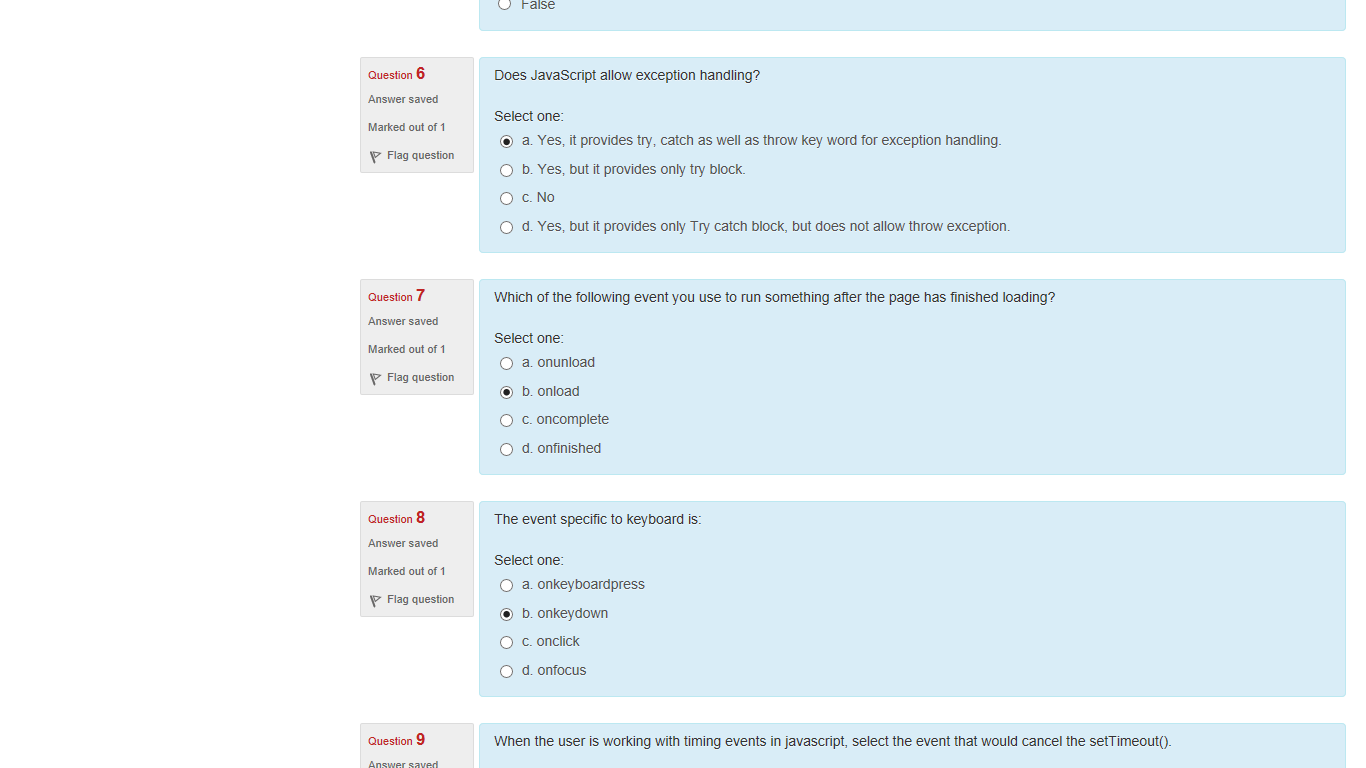 False
Question 6
Answer saved
Marked out of 1
Flag question
Does JavaScript allow exception handling?
Select one:
a. Yes, it provides try, catch as well as throw key word for exception handling.
b. Yes, but it provides only try block.
c. No
d. Yes, but it provides only Try catch block, but does not allow throw exception.
Question 7
Answer saved
Marked out of 1
Flag question
Which of the following event you use to run something after the page has finished loading?
Select one:
a. onunload
b. onload
c. oncomplete
d. onfinished
Question 8
Answer saved
Marked out of 1
Flag question
The event specific to keyboard is:
Select one:
a. onkeyboardpress
b. onkeydown
c. onclick
d. onfocus
Question 9
Answer saved
When the user is working with timing events in javascript, select the event that would cancel the setTimeout().